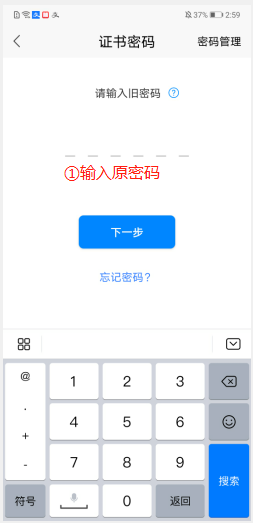 37% 2:59
证书密码 密码管理
请输入旧密码 ?
①输入原密码
下一步
忘记密码？
@ 1 2 3
. 4 5 6
+
- 7 8 9 搜索
符号 0 返回